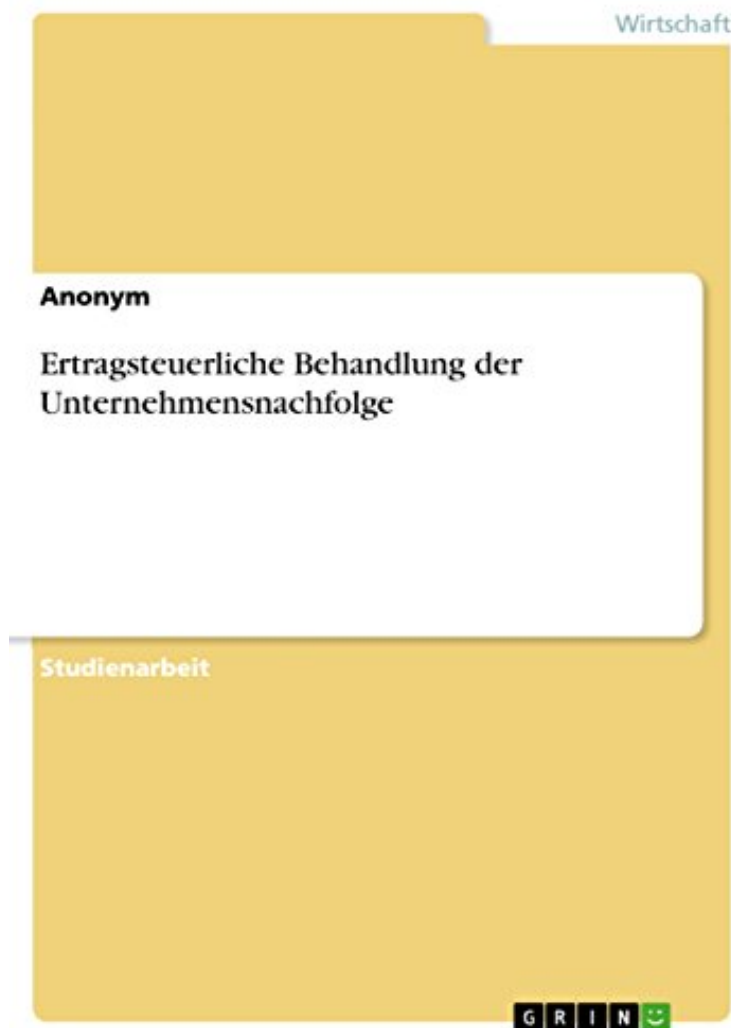 Wirtschaft
Anonym
Ertragsteuerliche Behandlung der
Unternehmensnachfolge
Studienarbeit
GRIN